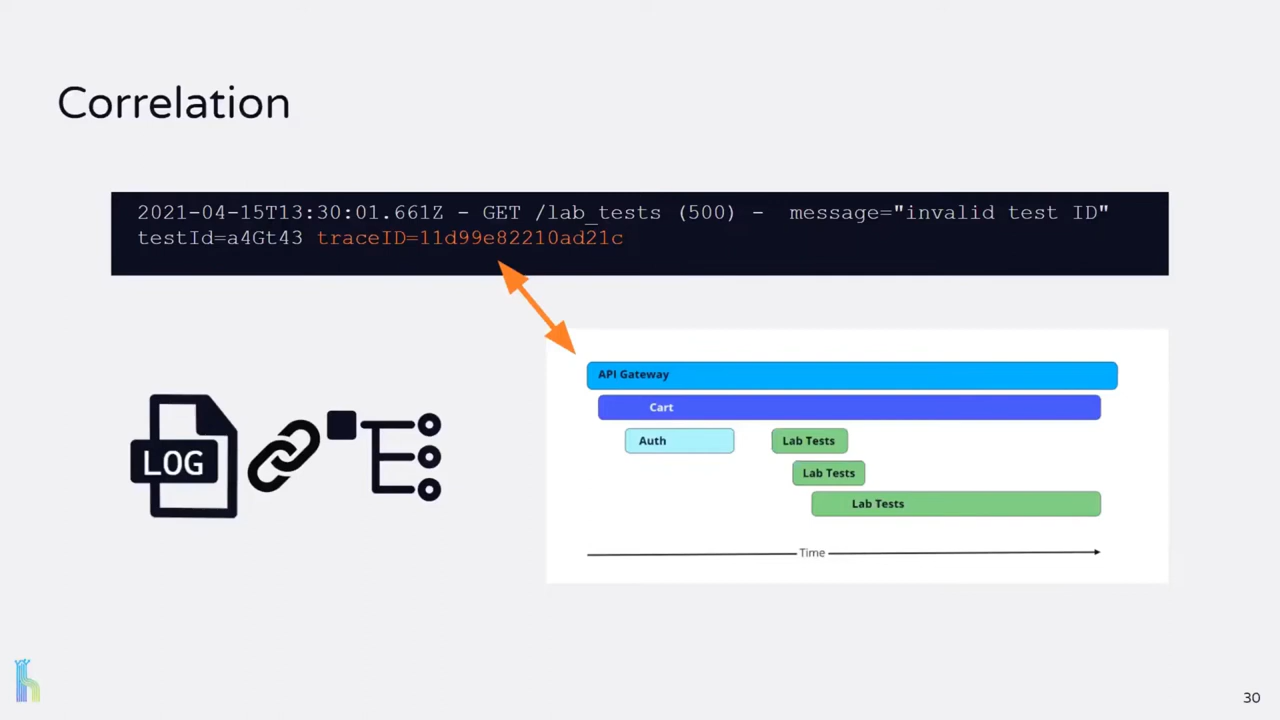 Correlation
2021-04-15T13:30:01.661Z - GET /lab_tests (500) - message="invalid test ID"
testId=a4Gt43 traceID=11d99e82210ad21c
API Gateway
Cart
Auth
Lab Tests
Lab Tests
Lab Tests
LOG
Time
30